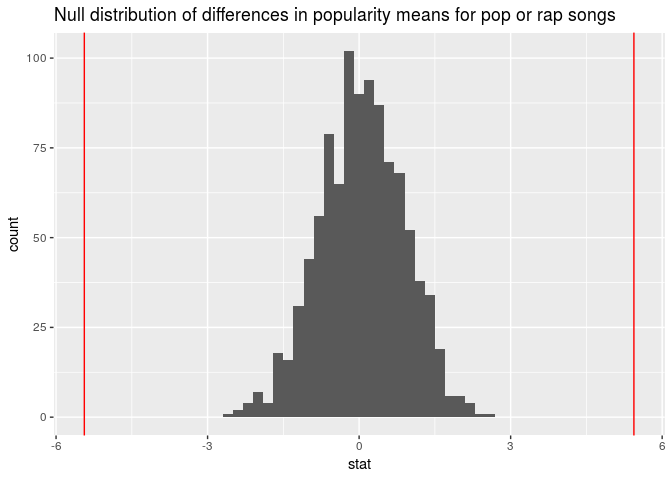 Null distribution of differences in popularity means for pop or rap songs
100
75
50
25
0
count
-6 -3 0 3 6
stat